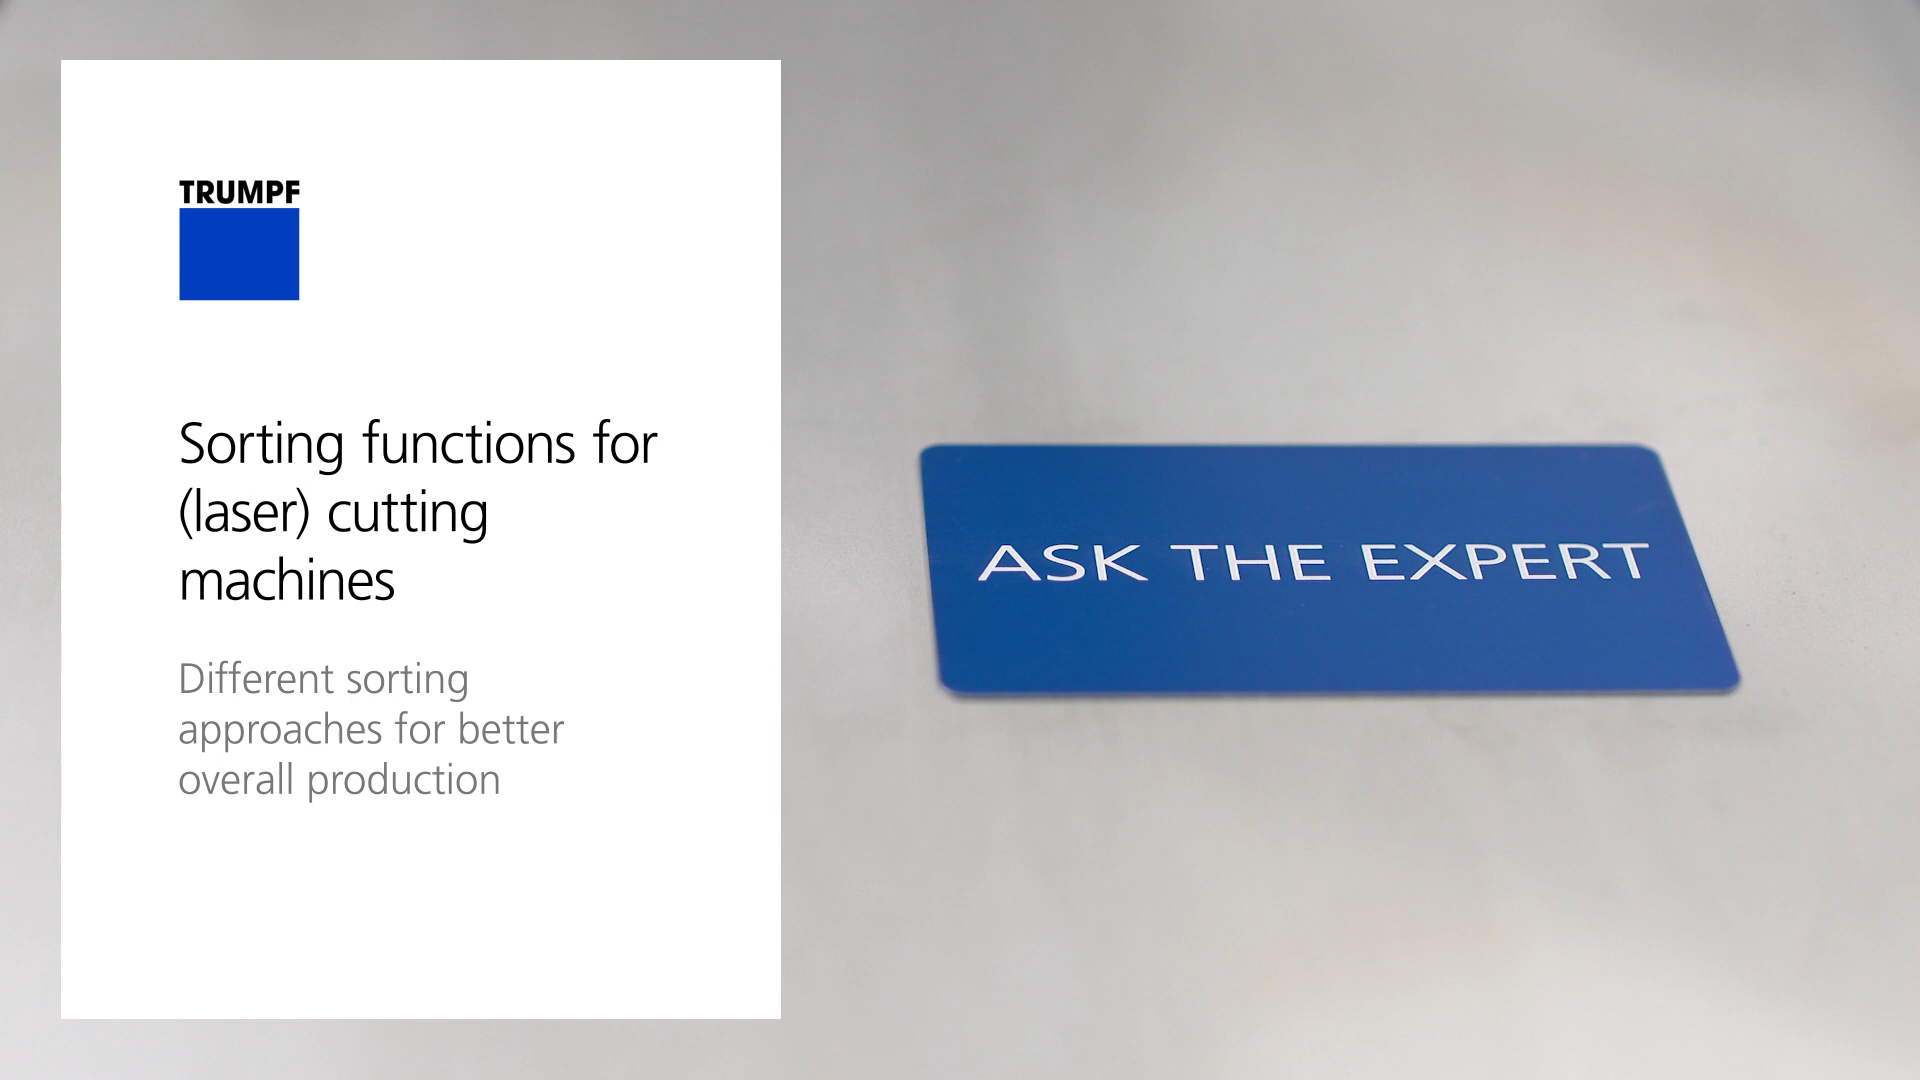 TRUMPF
Sorting functions for
(laser) cutting
machines
Different sorting
approaches for better
overall production
ASK THE EXPERT